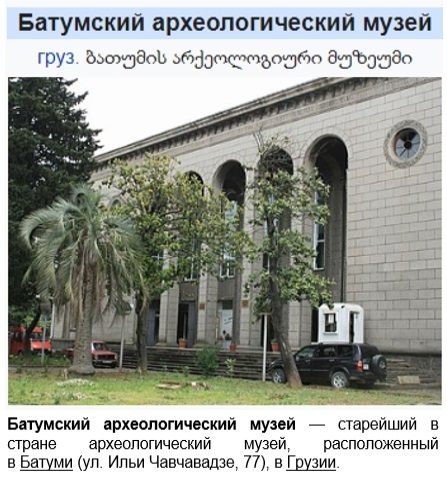 Батумский археологический музей
груз. ბათუმის არქეოლოგიური მუზეუმი
Батумский археологический музей — старейший в
стране археологический музей, расположенный
в Батуми (ул. Ильи Чавчавадзе, 77), в Грузии.